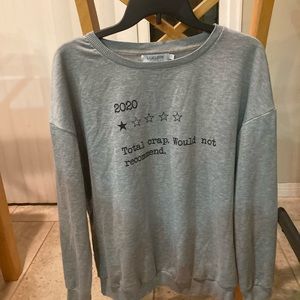 2020
★☆☆☆☆
Total crap. Would not
recommend.